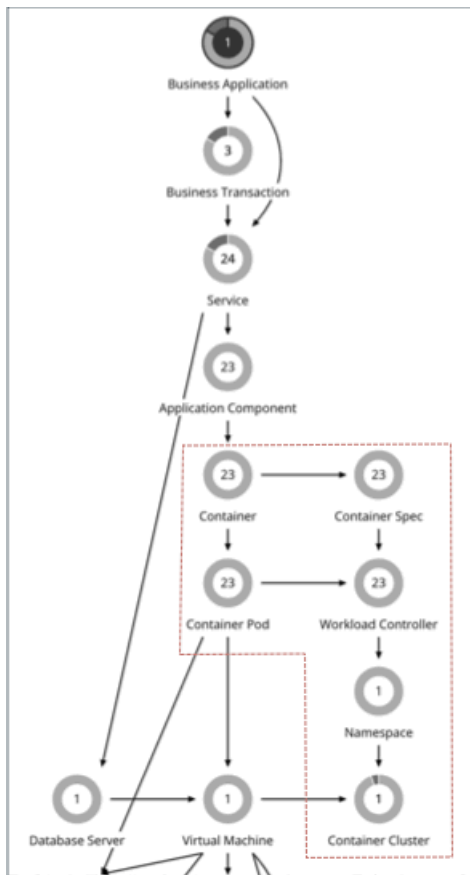 1
Business Application
3
Business Transaction
24
Service
23
Application Component
23
23
Container
Container Spec
23
23
Container Pod
Workload Controller
1
Namespace
1
1
1
Database Server
Virtual Machine
Container Cluster